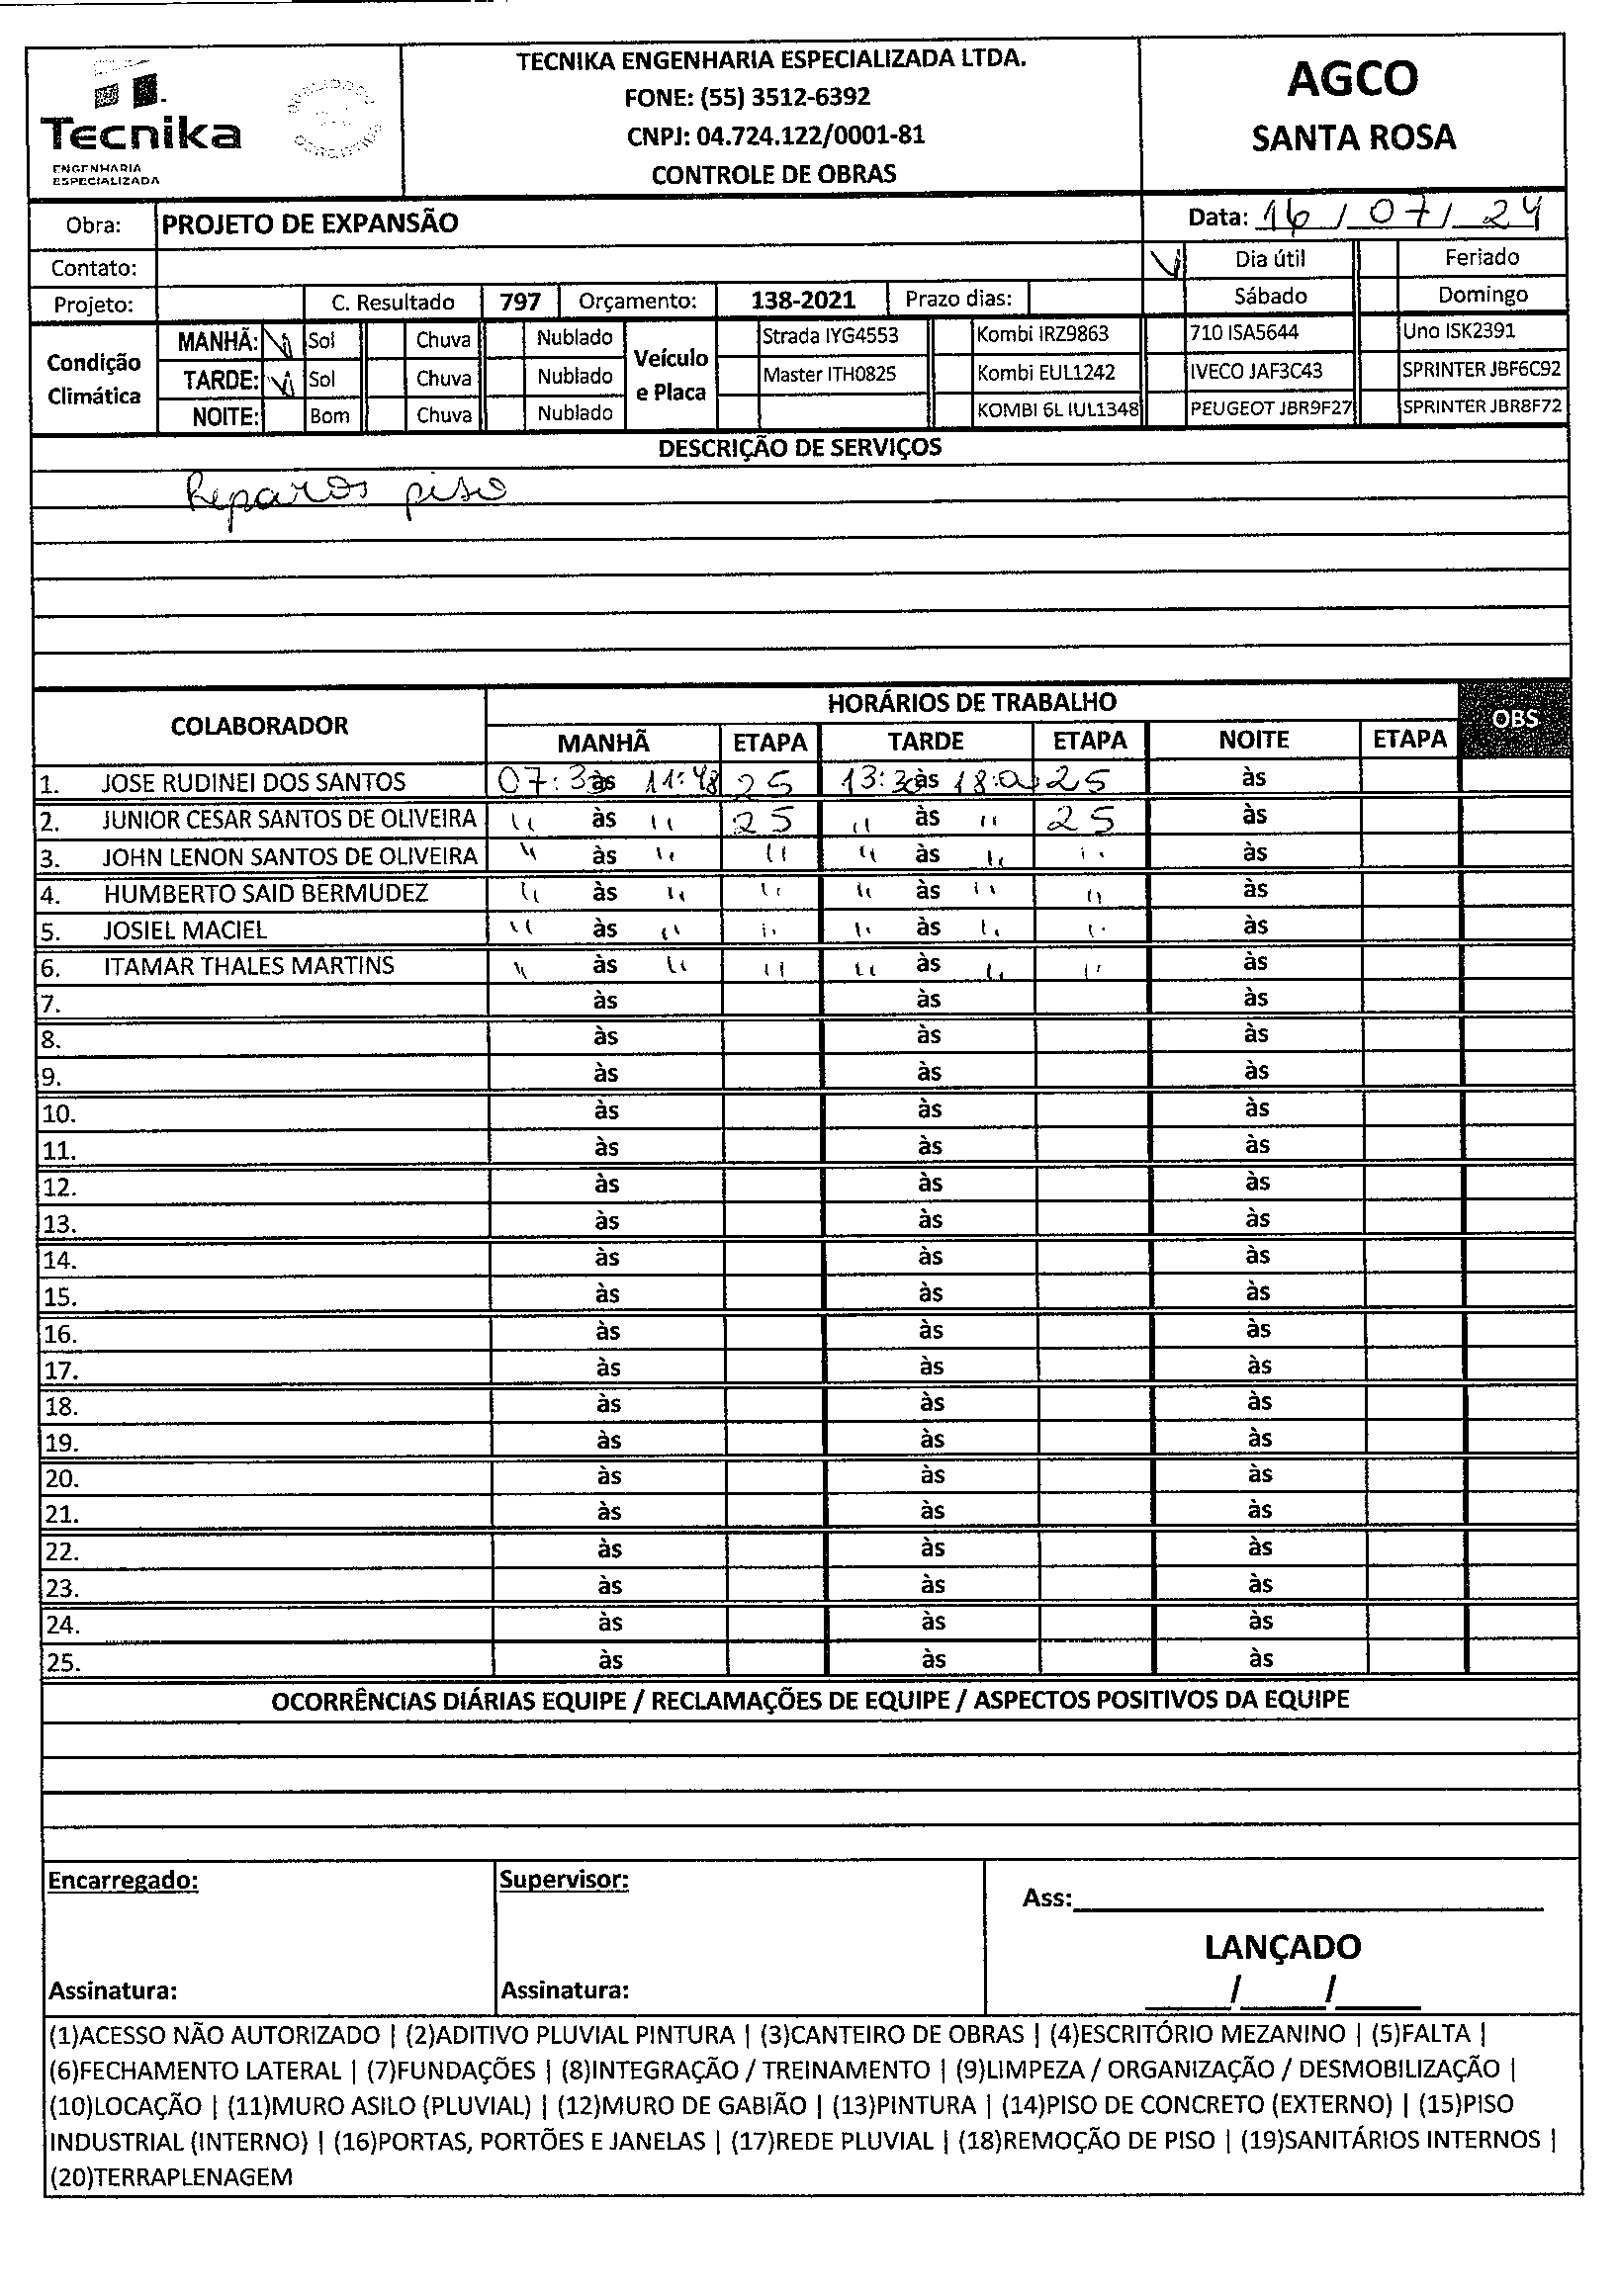 TECNIKA ENGENHARIA ESPECIALIZADA LTDA.
FONE: (55) 3512-6392
CNPJ: 04.724.122/0001-81
CONTROLE DE OBRAS
Tecnika
ENGENHARIA
ESPECIALIZADA
AGCO
SANTA ROSA
Obra: PROJETO DE EXPANSÃO Data: 16/07/24
Contato: Dia útil Feriado
Projeto: C. Resultado 797 Orçamento: 138-2021 Prazo dias: Sábado Domingo
Condição Climática
MANHÃ: Sol Chuva Nublado
TARDE: Sol Chuva Nublado
NOITE: Bom Chuva Nublado
Veículo e Placa
Strada IYG4553 Kombi IRZ9863 710 ISA5644 Uno ISK2391
Master ITH0825 Kombi EUL1242 IVECO JAF3C43 SPRINTER JBF6C92
KOMBI 6L IUL1348 PEUGEOT JBR9F27 SPRINTER JBR8F72
DESCRIÇÃO DE SERVIÇOS
Reparos piso
COLABORADOR HORÁRIOS DE TRABALHO OBS
MANHÃ ETAPA TARDE ETAPA NOITE ETAPA
1. JOSE RUDINEI DOS SANTOS 07:30 às 11:48 25 13:30 às 18:00 25 às
2. JUNIOR CESAR SANTOS DE OLIVEIRA " às " 25 " às " 25 às
3. JOHN LENON SANTOS DE OLIVEIRA " às " " " às " " às
4. HUMBERTO SAID BERMUDEZ " às " " " às " " às
5. JOSIEL MACIEL " às " " " às " " às
6. ITAMAR THALES MARTINS " às " " " às " " às
7. às às às
8. às às às
9. às às às
10. às às às
11. às às às
12. às às às
13. às às às
14. às às às
15. às às às
16. às às às
17. às às às
18. às às às
19. às às às
20. às às às
21. às às às
22. às às às
23. às às às
24. às às às
25. às às às
OCORRÊNCIAS DIÁRIAS EQUIPE / RECLAMAÇÕES DE EQUIPE / ASPECTOS POSITIVOS DA EQUIPE
Encarregado: Supervisor: Ass:
LANÇADO
Assinatura: Assinatura: / /
(1)ACESSO NÃO AUTORIZADO | (2)ADITIVO PLUVIAL PINTURA | (3)CANTEIRO DE OBRAS | (4)ESCRITÓRIO MEZANINO | (5)FALTA |
(6)FECHAMENTO LATERAL | (7)FUNDAÇÕES | (8)INTEGRAÇÃO / TREINAMENTO | (9)LIMPEZA / ORGANIZAÇÃO / DESMOBILIZAÇÃO |
(10)LOCAÇÃO | (11)MURO ASILO (PLUVIAL) | (12)MURO DE GABIÃO | (13)PINTURA | (14)PISO DE CONCRETO (EXTERNO) | (15)PISO
INDUSTRIAL (INTERNO) | (16)PORTAS, PORTÕES E JANELAS | (17)REDE PLUVIAL | (18)REMOÇÃO DE PISO | (19)SANITÁRIOS INTERNOS |
(20)TERRAPLENAGEM